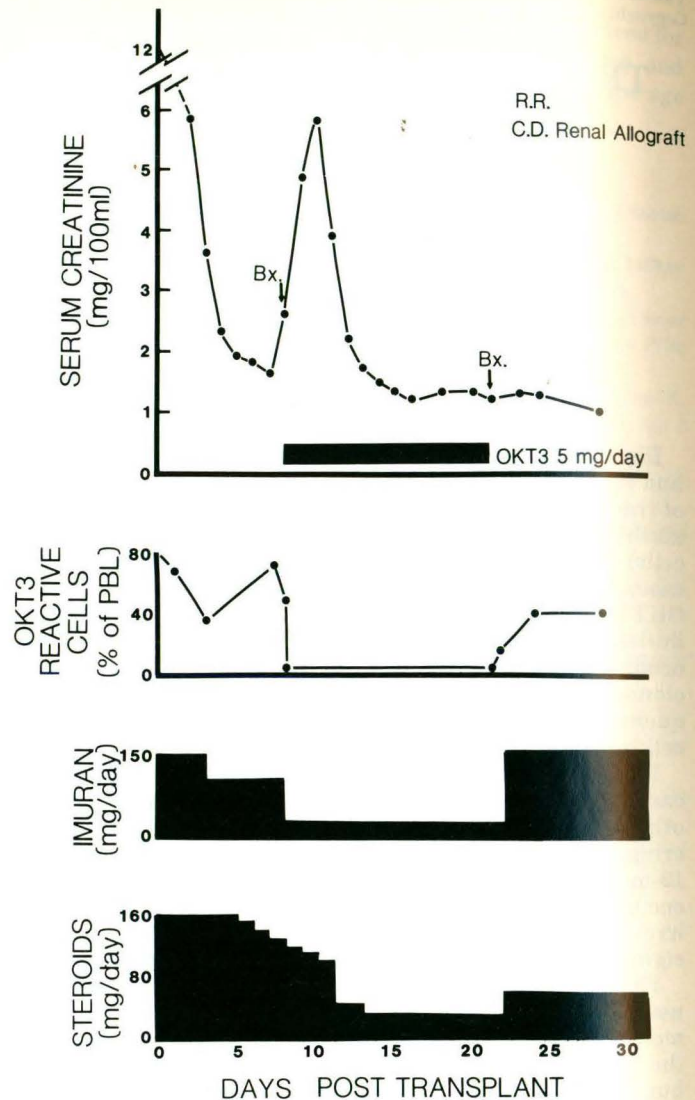 12
6
5
4
3
2
1
0
SERUM CREATININE
(mg/100ml)
R.R.
C.D. Renal Allograft
Bx.
Bx.
OKT3 5 mg/day
80
40
0
OKT3
REACTIVE
CELLS
(% of PBL)
150
0
IMURAN
(mg/day)
160
80
0
STEROIDS
(mg/day)
0 5 10 15 20 25 30
DAYS POST TRANSPLANT